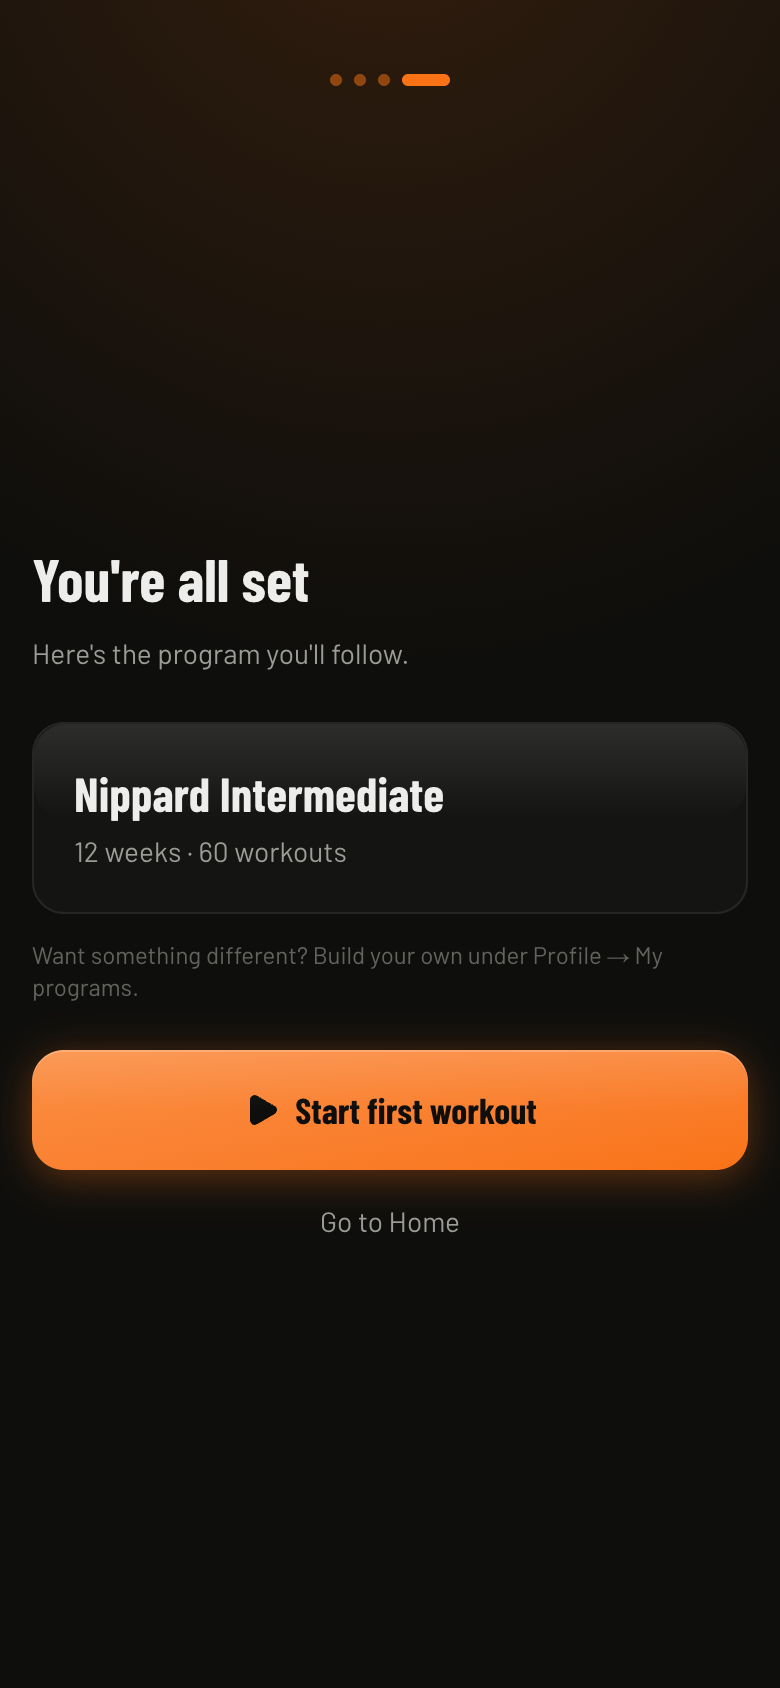 You're all set
Here's the program you'll follow.
Nippard Intermediate
12 weeks · 60 workouts
Want something different? Build your own under Profile → My
programs.
Start first workout
Go to Home